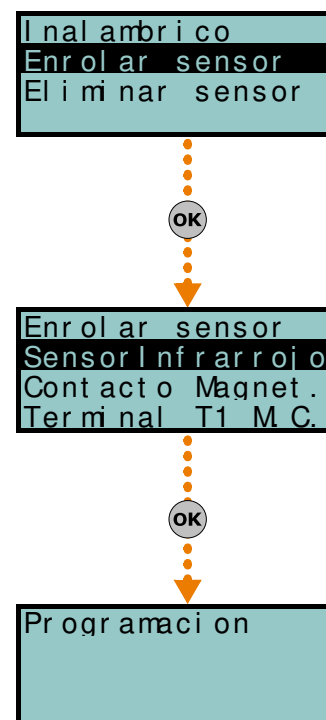 Inalambrico
Enrolar sensor
Eliminar sensor
OK
Enrolar sensor
SensorInfrarrojo
Contacto Magnet.
Terminal T1 M.C.
OK
Programacion